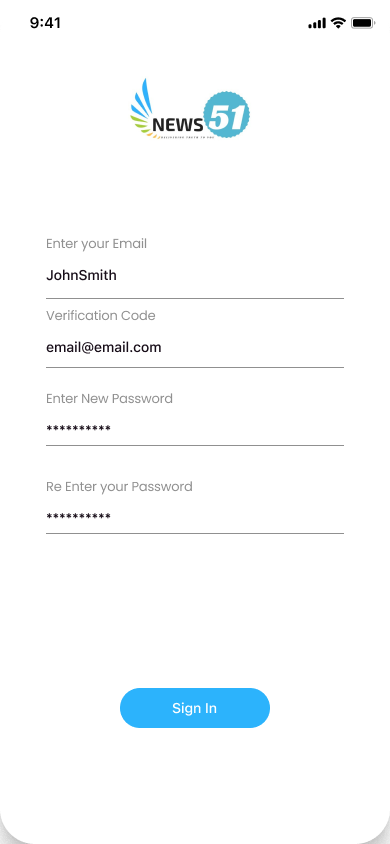 9:41
NEWS 51
Enter your Email
JohnSmith
Verification Code
email@email.com
Enter New Password
**********
Re Enter your Password
**********
Sign In